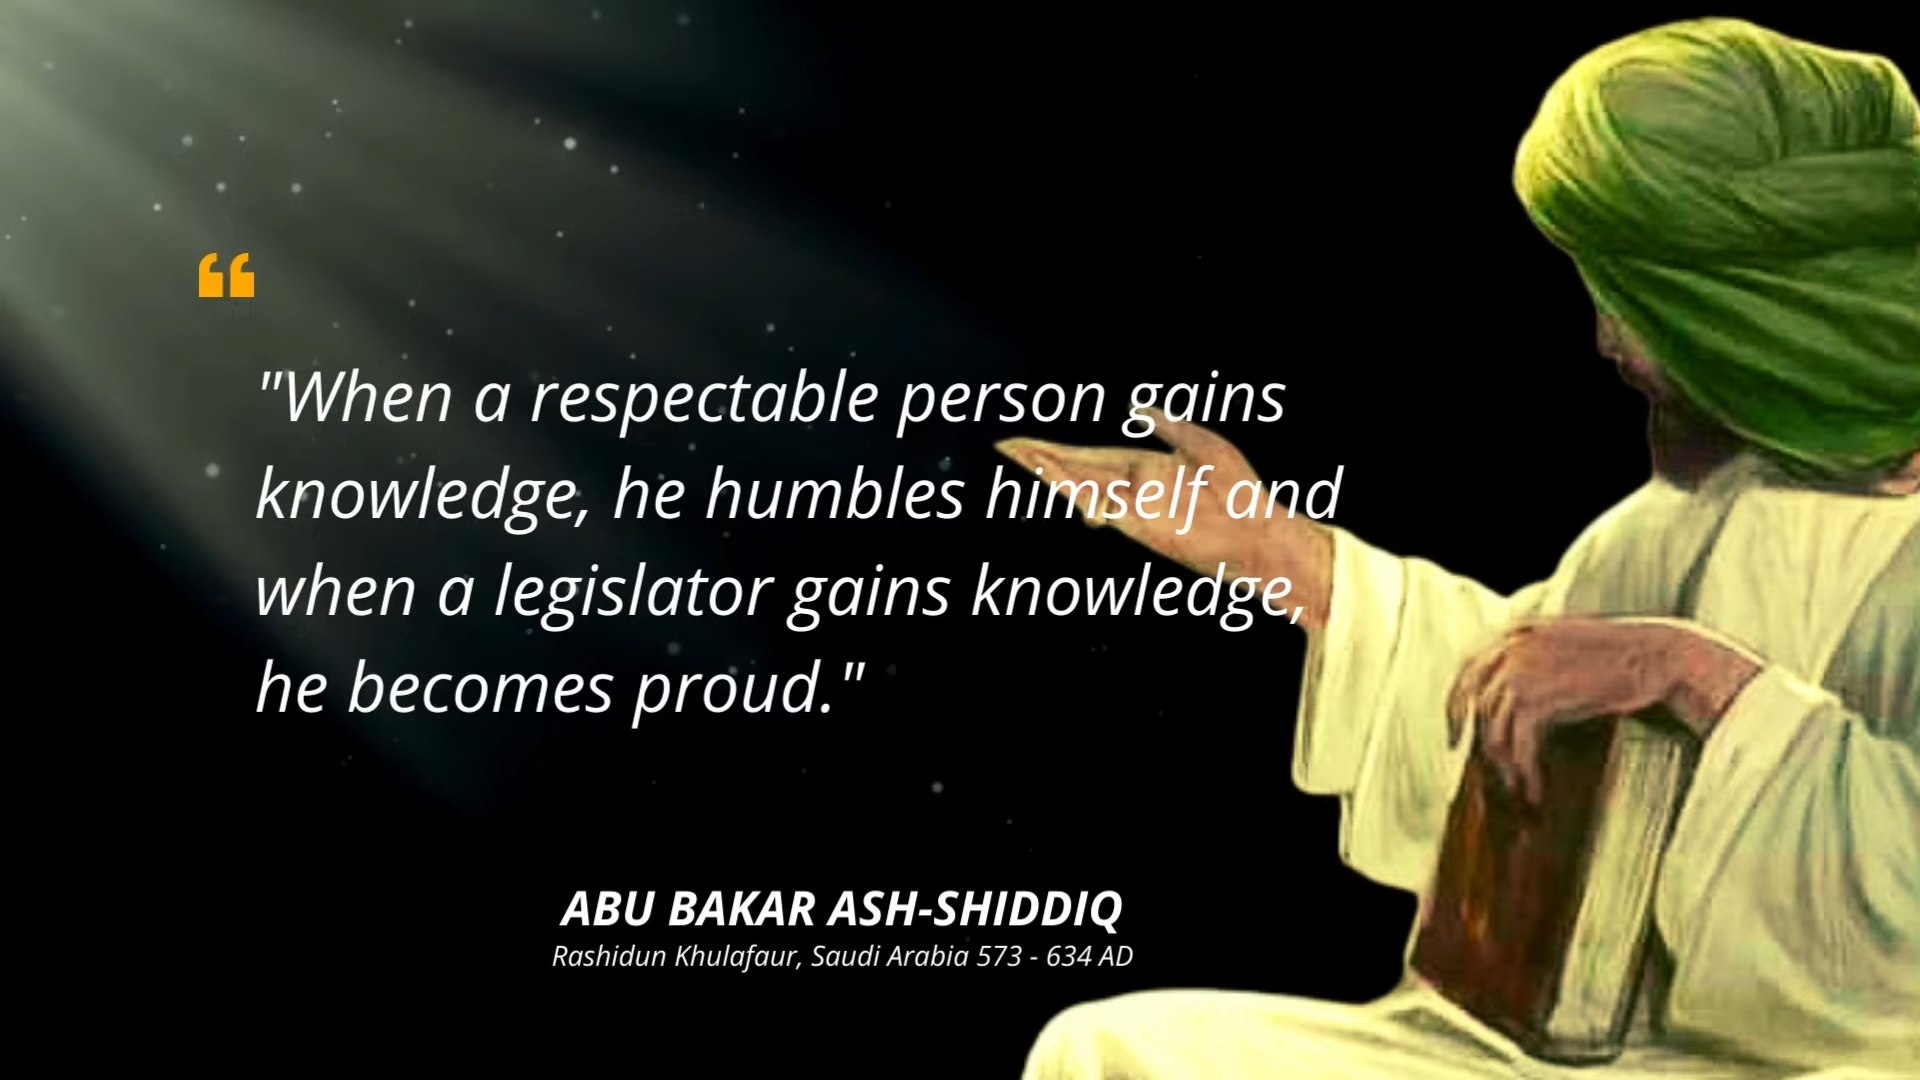 ❝
"When a respectable person gains
knowledge, he humbles himself and
when a legislator gains knowledge,
he becomes proud."
ABU BAKAR ASH-SHIDDIQ
Rashidun Khulafaur, Saudi Arabia 573 - 634 AD